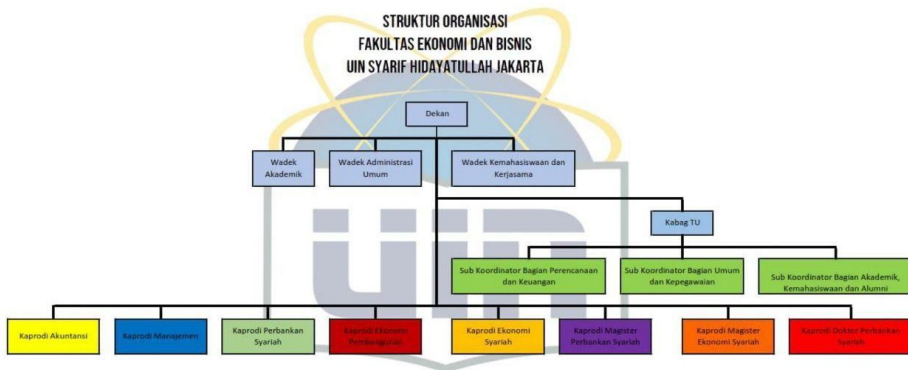 STRUKTUR ORGANISASI
FAKULTAS EKONOMI DAN BISNIS
UIN SYARIF HIDAYATULLAH JAKARTA
Dekan
Wadek
Akademik
Wadek Administrasi
Umum
Wadek Kemahasiswaan dan
Kerjasama
Kabag TU
Sub Koordinator Bagian Perencanaan
dan Keuangan
Sub Koordinator Bagian Umum
dan Kepegawaian
Sub Koordinator Bagian Akademik,
Kemahasiswaan dan Alumni
Kaprodi Akuntansi
Kaprodi Manajemen
Kaprodi Perbankan
Syariah
Kaprodi Ekonomi
Pembangunan
Kaprodi Ekonomi
Syariah
Kaprodi Magister
Perbankan Syariah
Kaprodi Magister
Ekonomi Syariah
Kaprodi Doktor Perbankan
Syariah
UIN